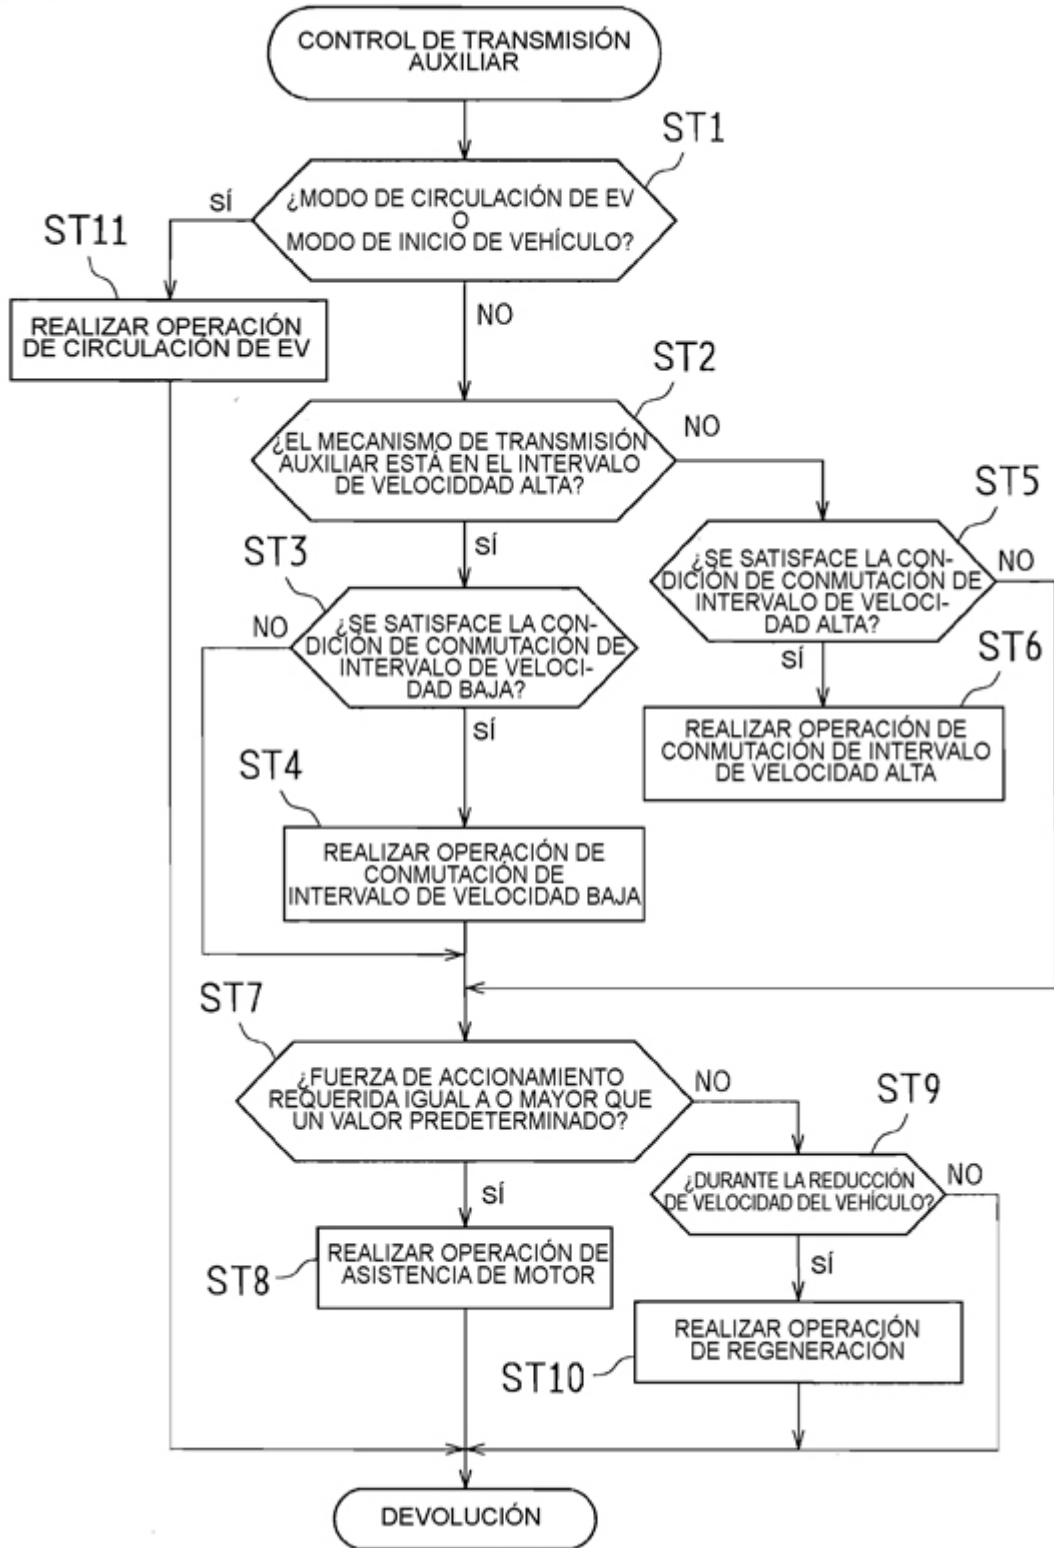 CONTROL DE TRANSMISIÓN
AUXILIAR
ST1
¿MODO DE CIRCULACIÓN DE EV
O
MODO DE INICIO DE VEHÍCULO?
SÍ
ST11
NO
REALIZAR OPERACIÓN
DE CIRCULACIÓN DE EV
ST2
¿EL MECANISMO DE TRANSMISIÓN
AUXILIAR ESTÁ EN EL INTERVALO
DE VELOCIDDAD ALTA?
NO
SÍ
ST5
¿SE SATISFACE LA CON-
DICIÓN DE CONMUTACIÓN DE
INTERVALO DE VELOCI-
DAD ALTA?
NO
SÍ
ST3
¿SE SATISFACE LA CON-
DICIÓN DE CONMUTACIÓN DE
INTERVALO DE VELOCI-
DAD BAJA?
NO
SÍ
ST6
REALIZAR OPERACIÓN DE
CONMUTACIÓN DE INTERVALO
DE VELOCIDAD ALTA
ST4
REALIZAR OPERACIÓN DE
CONMUTACIÓN DE
INTERVALO DE VELOCIDAD BAJA
ST7
¿FUERZA DE ACCIONAMIENTO
REQUERIDA IGUAL A O MAYOR QUE
UN VALOR PREDETERMINADO?
NO
SÍ
ST9
¿DURANTE LA REDUCCIÓN
DE VELOCIDAD DEL VEHÍCULO?
NO
SÍ
ST8
REALIZAR OPERACIÓN DE
ASISTENCIA DE MOTOR
ST10
REALIZAR OPERACIÓN
DE REGENERACIÓN
DEVOLUCIÓN